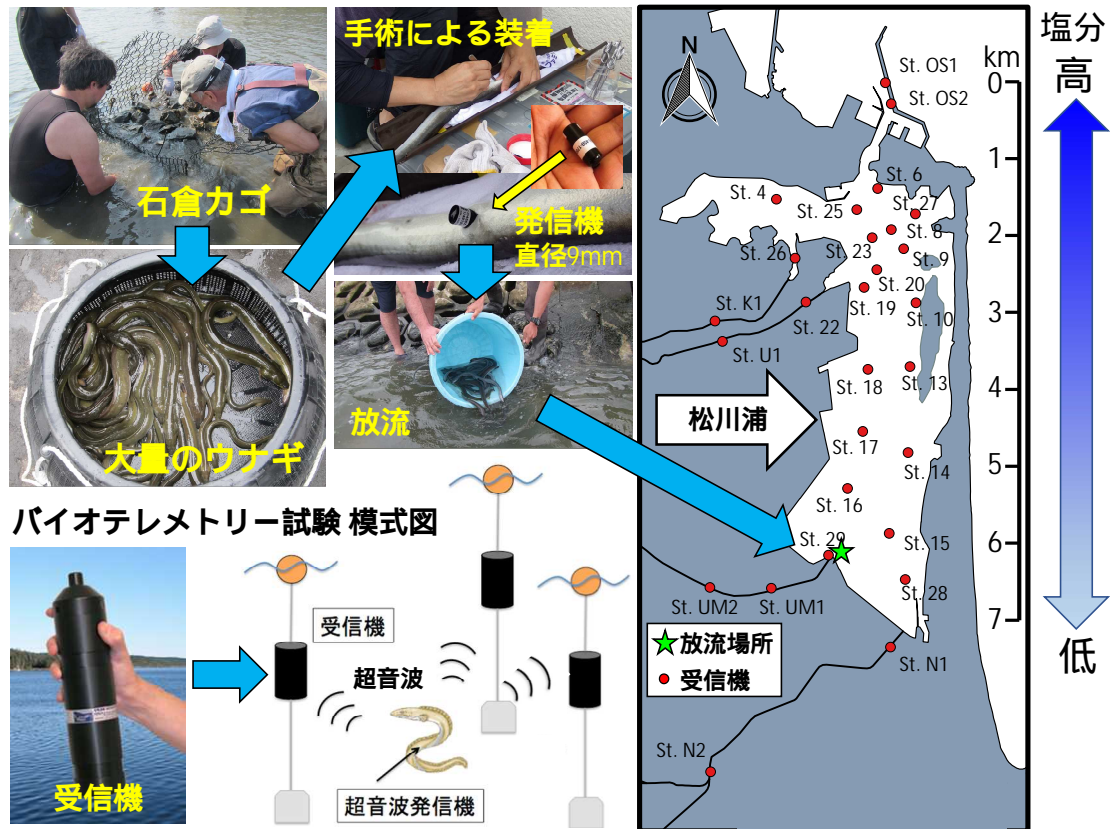 石倉カゴ
手術による装着
発信機
直径9mm
大量のウナギ
放流
バイオテレメトリー試験 模式図
受信機
受信機
超音波
超音波発信機
N
km
0
1
2
3
4
5
6
7
St. OS1
St. OS2
St. 6
St. 4
St. 25
St. 27
St. 8
St. 23
St. 9
St. 26
St. 20
St. 19
St. 10
St. K1
St. 22
St. U1
St. 18
St. 13
松川浦
St. 17
St. 14
St. 16
St. 29
St. 15
St. 28
St. UM2
St. UM1
放流場所
受信機
St. N1
St. N2
塩分
高
低